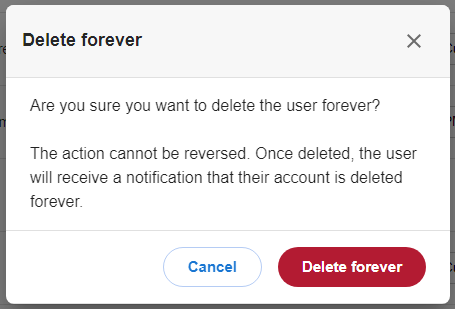 Delete forever
Are you sure you want to delete the user forever?
The action cannot be reversed. Once deleted, the user
will receive a notification that their account is deleted
forever.
Cancel
Delete forever